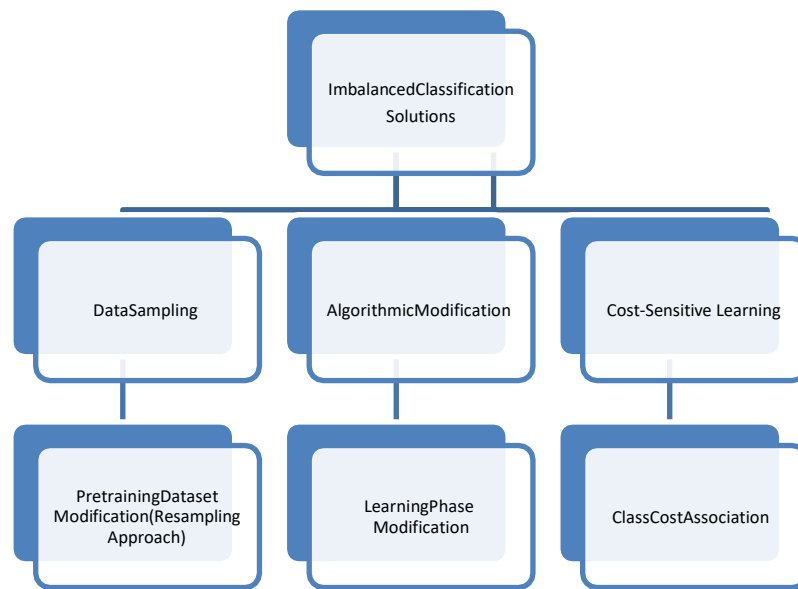 ImbalancedClassification
Solutions
DataSampling
AlgorithmicModification
Cost-Sensitive Learning
PretrainingDataset
Modification(Resampling
Approach)
LearningPhase
Modification
ClassCostAssociation